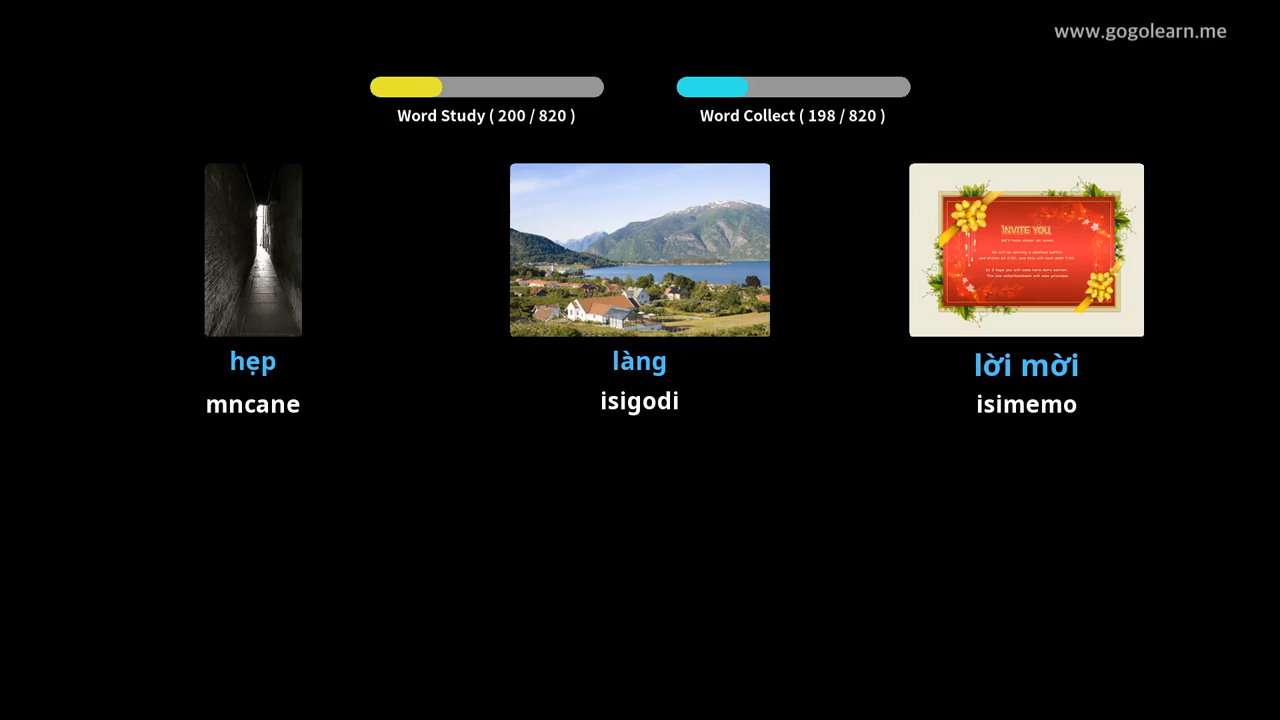 www.gogolearn.me
Word Study ( 200 / 820 )
Word Collect ( 198 / 820 )
INVITE YOU
hẹp
làng
lời mời
mncane
isigodi
isimemo